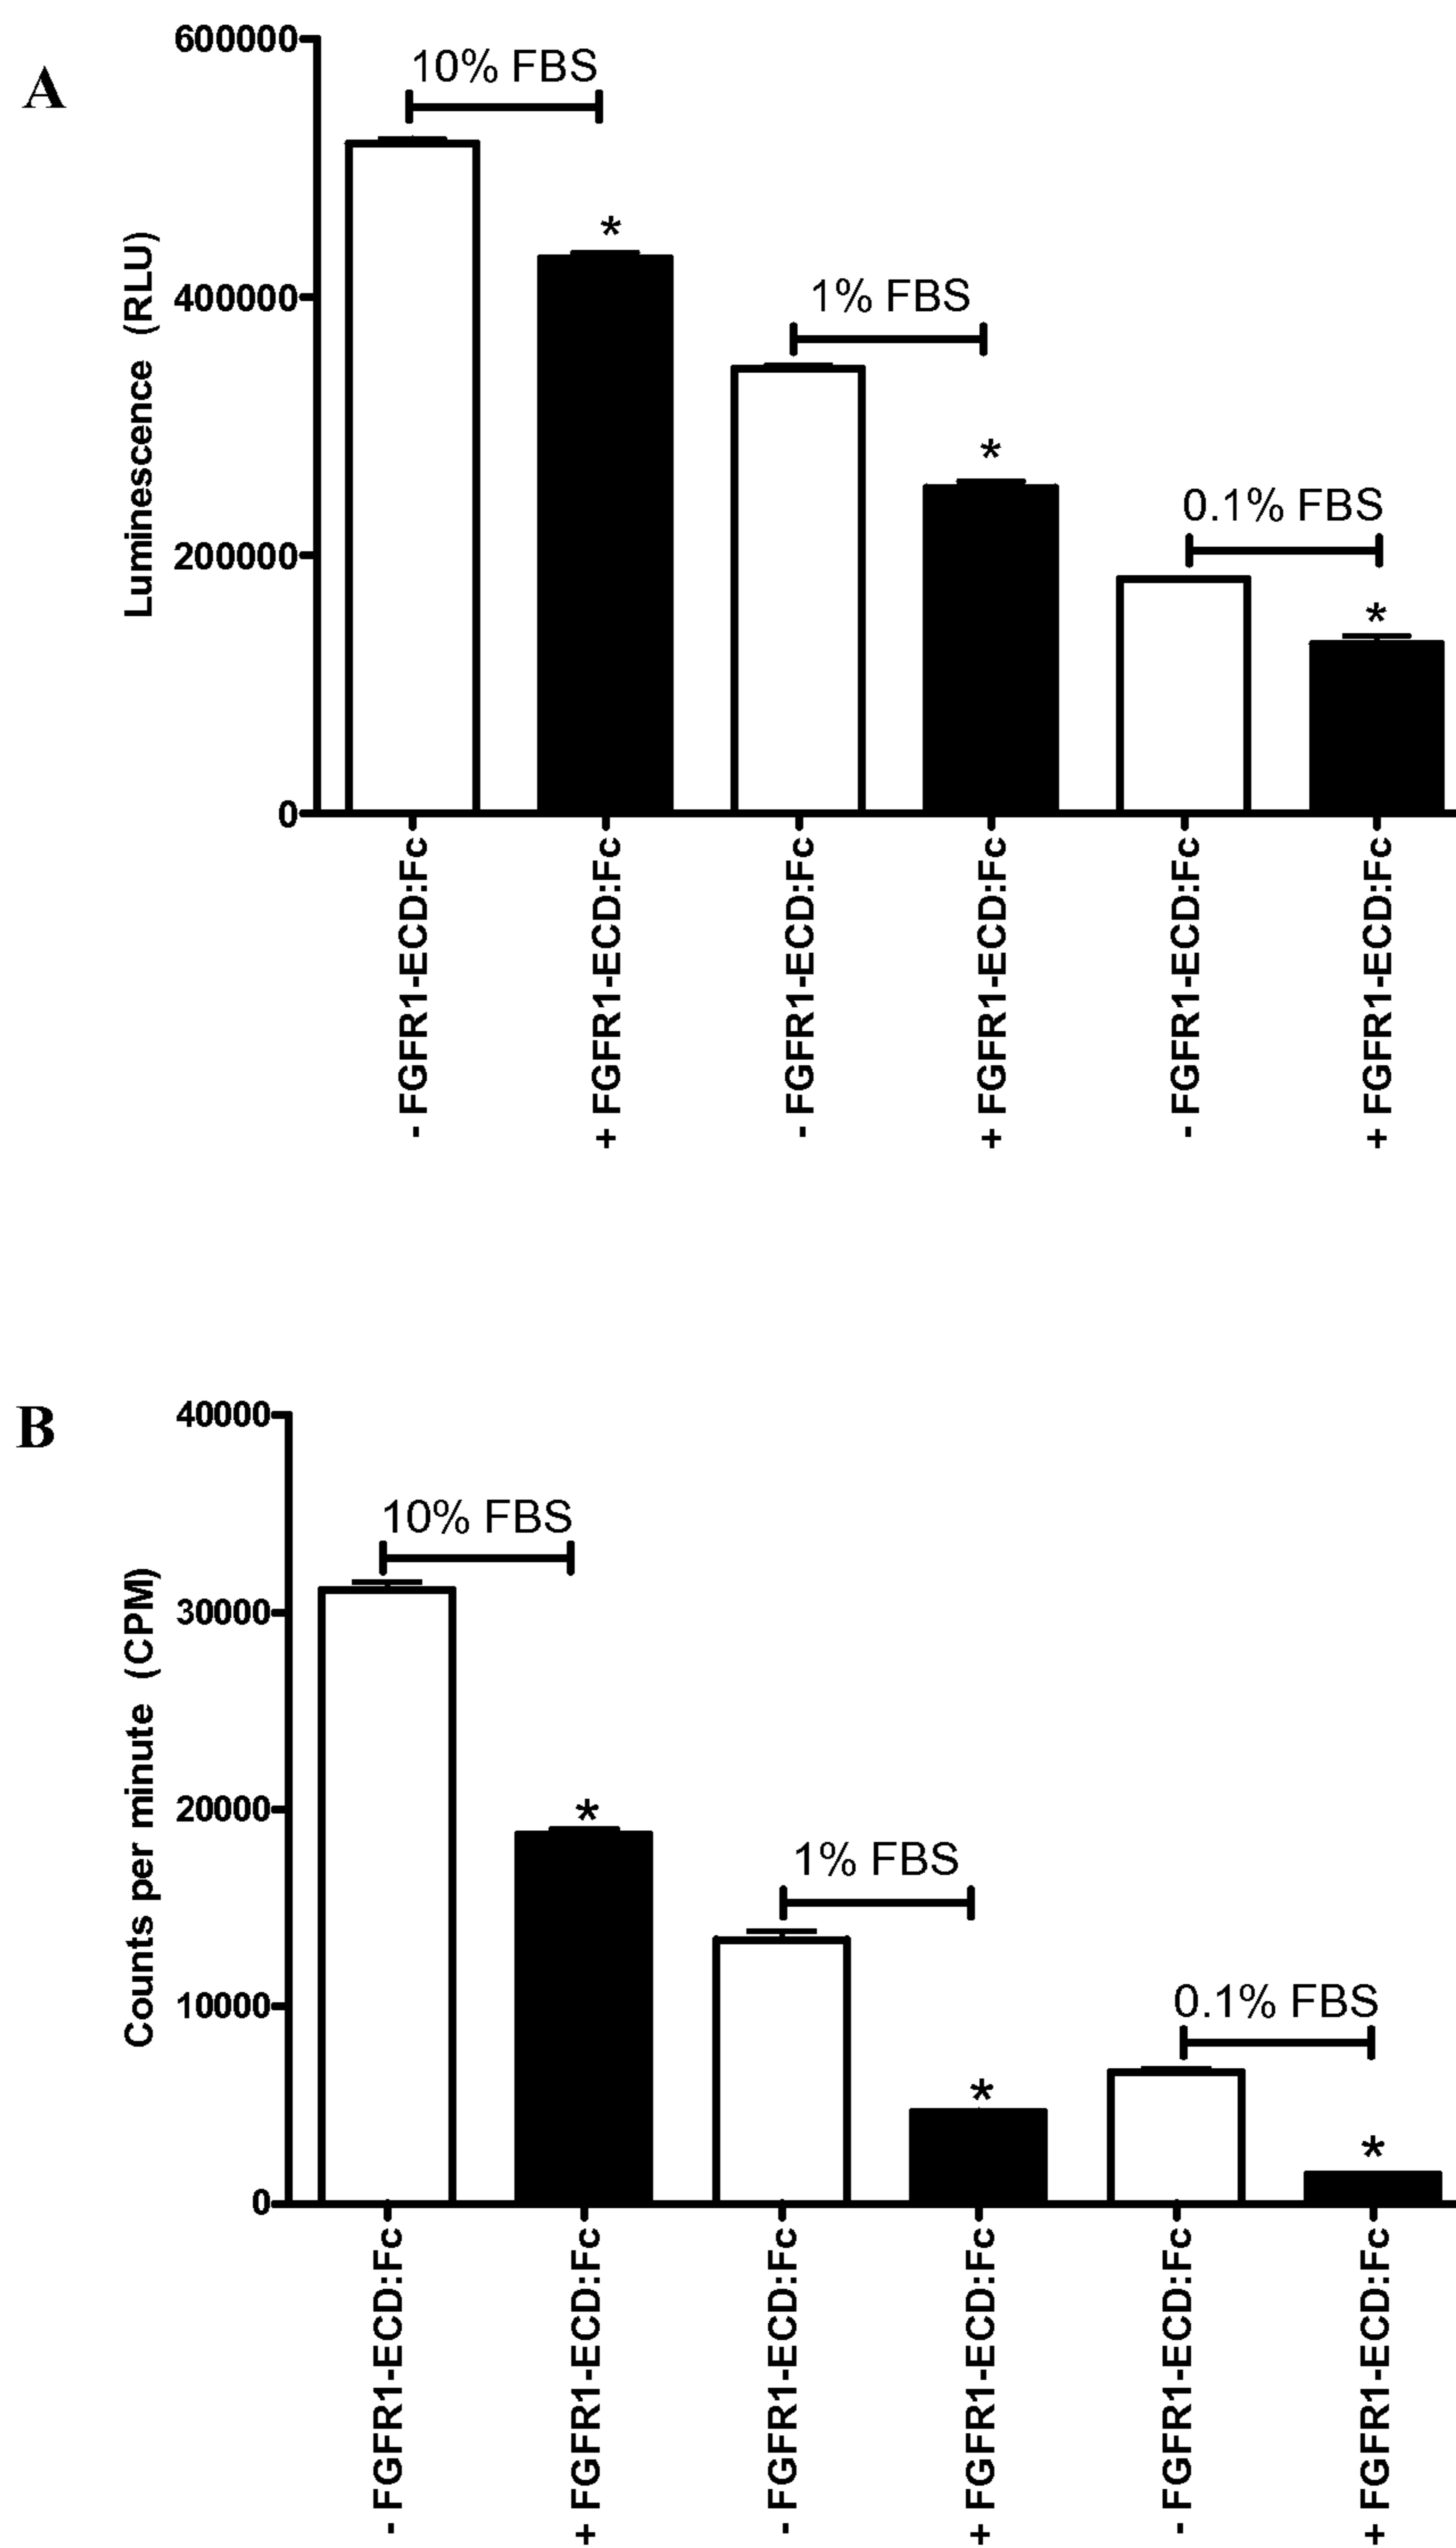 A
600000
400000
200000
0
Luminescence (RLU)
10% FBS
*
1% FBS
*
0.1% FBS
*
- FGFR1-ECD:Fc
+ FGFR1-ECD:Fc
- FGFR1-ECD:Fc
+ FGFR1-ECD:Fc
- FGFR1-ECD:Fc
+ FGFR1-ECD:Fc
B
40000
30000
20000
10000
0
Counts per minute (CPM)
10% FBS
*
1% FBS
*
0.1% FBS
*
- FGFR1-ECD:Fc
+ FGFR1-ECD:Fc
- FGFR1-ECD:Fc
+ FGFR1-ECD:Fc
- FGFR1-ECD:Fc
+ FGFR1-ECD:Fc